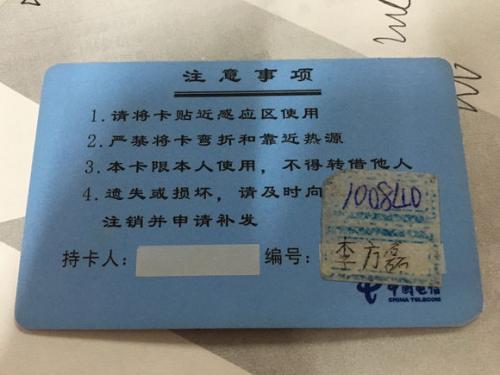 注意事项
1.请将卡贴近感应区使用
2.严禁将卡弯折和靠近热源
3.本卡限本人使用，不得转借他人
4.遗失或损坏，请及时向
注销并申请补发
1008410
持卡人：
编号：
李方磊
中国电信
CHINA TELECOM